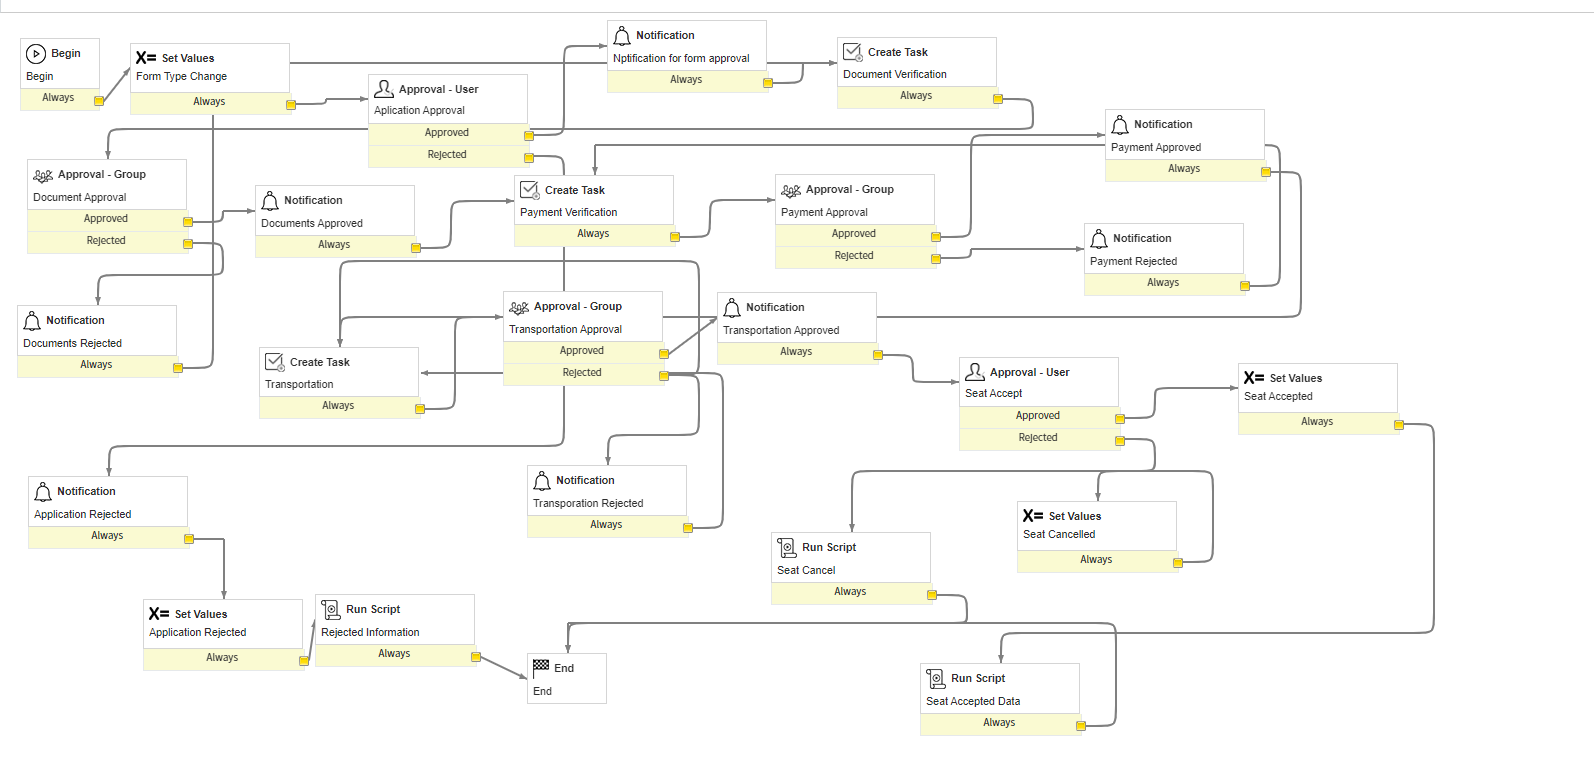 Begin
Begin
Always
X= Set Values
Form Type Change
Always
Approval - User
Aplication Approval
Approved
Rejected
Notification
Nptification for form approval
Always
Create Task
Document Verification
Always
Notification
Payment Approved
Always
Approval - Group
Document Approval
Approved
Rejected
Notification
Documents Approved
Always
Create Task
Payment Verification
Always
Approval - Group
Payment Approval
Approved
Rejected
Notification
Payment Rejected
Always
Notification
Documents Rejected
Always
Create Task
Transportation
Always
Approval - Group
Transportation Approval
Approved
Rejected
Notification
Transportation Approved
Always
Approval - User
Seat Accept
Approved
Rejected
X= Set Values
Seat Accepted
Always
Notification
Application Rejected
Always
Notification
Transporation Rejected
Always
Run Script
Seat Cancel
Always
X= Set Values
Seat Cancelled
Always
X= Set Values
Application Rejected
Always
Run Script
Rejected Information
Always
End
End
Run Script
Seat Accepted Data
Always